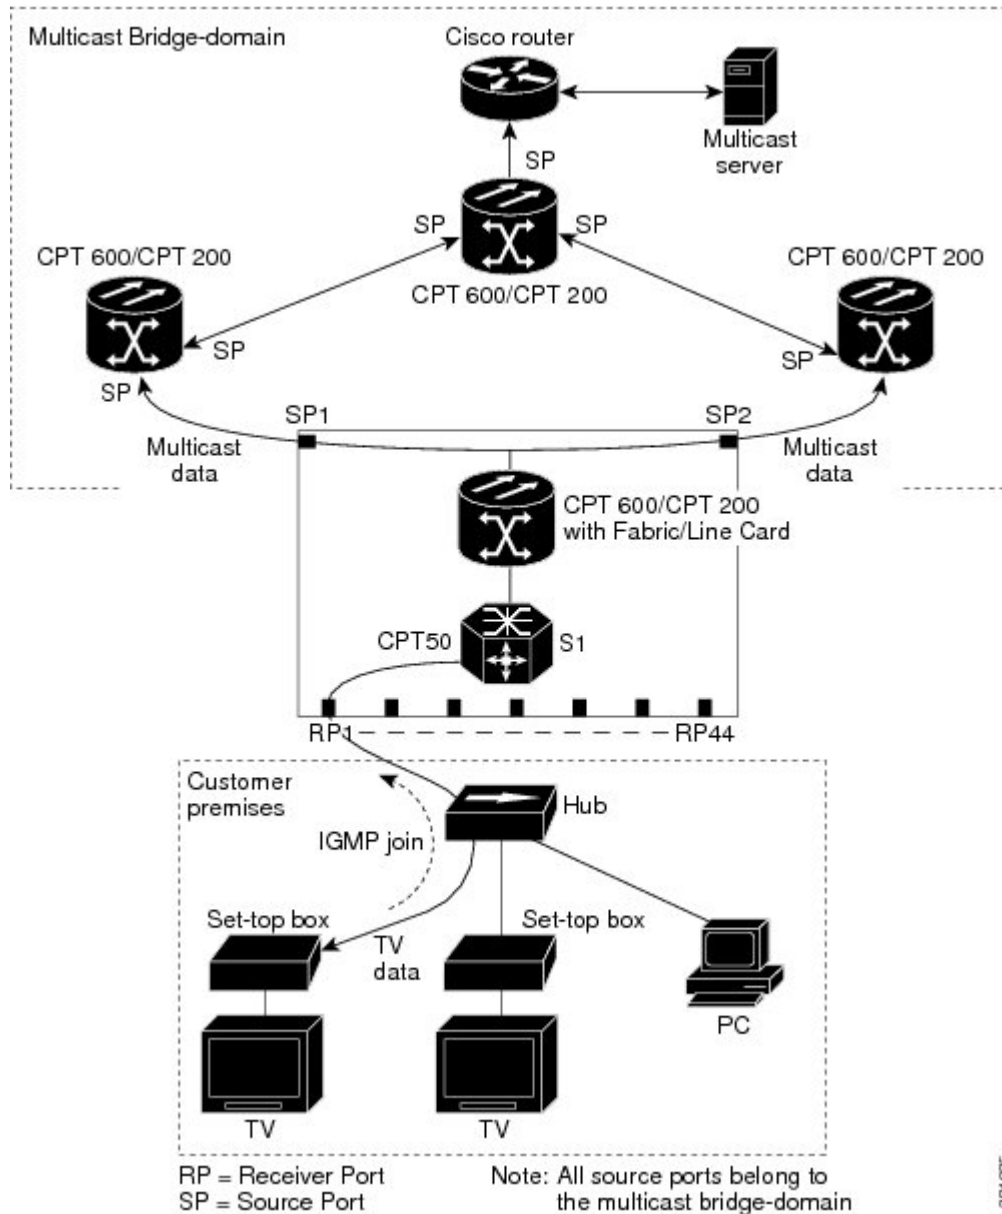 Multicast Bridge-domain
Cisco router
Multicast
server
SP
SP
SP
CPT 600/CPT 200
CPT 600/CPT 200
CPT 600/CPT 200
SP
SP
SP
SP1
SP2
Multicast
data
Multicast
data
CPT 600/CPT 200
with Fabric/Line Card
CPT50
S1
RP1
RP44
Customer
premises
Hub
IGMP join
Set-top box
Set-top box
TV
data
PC
TV
TV
RP = Receiver Port
SP = Source Port
Note: All source ports belong to
the multicast bridge-domain